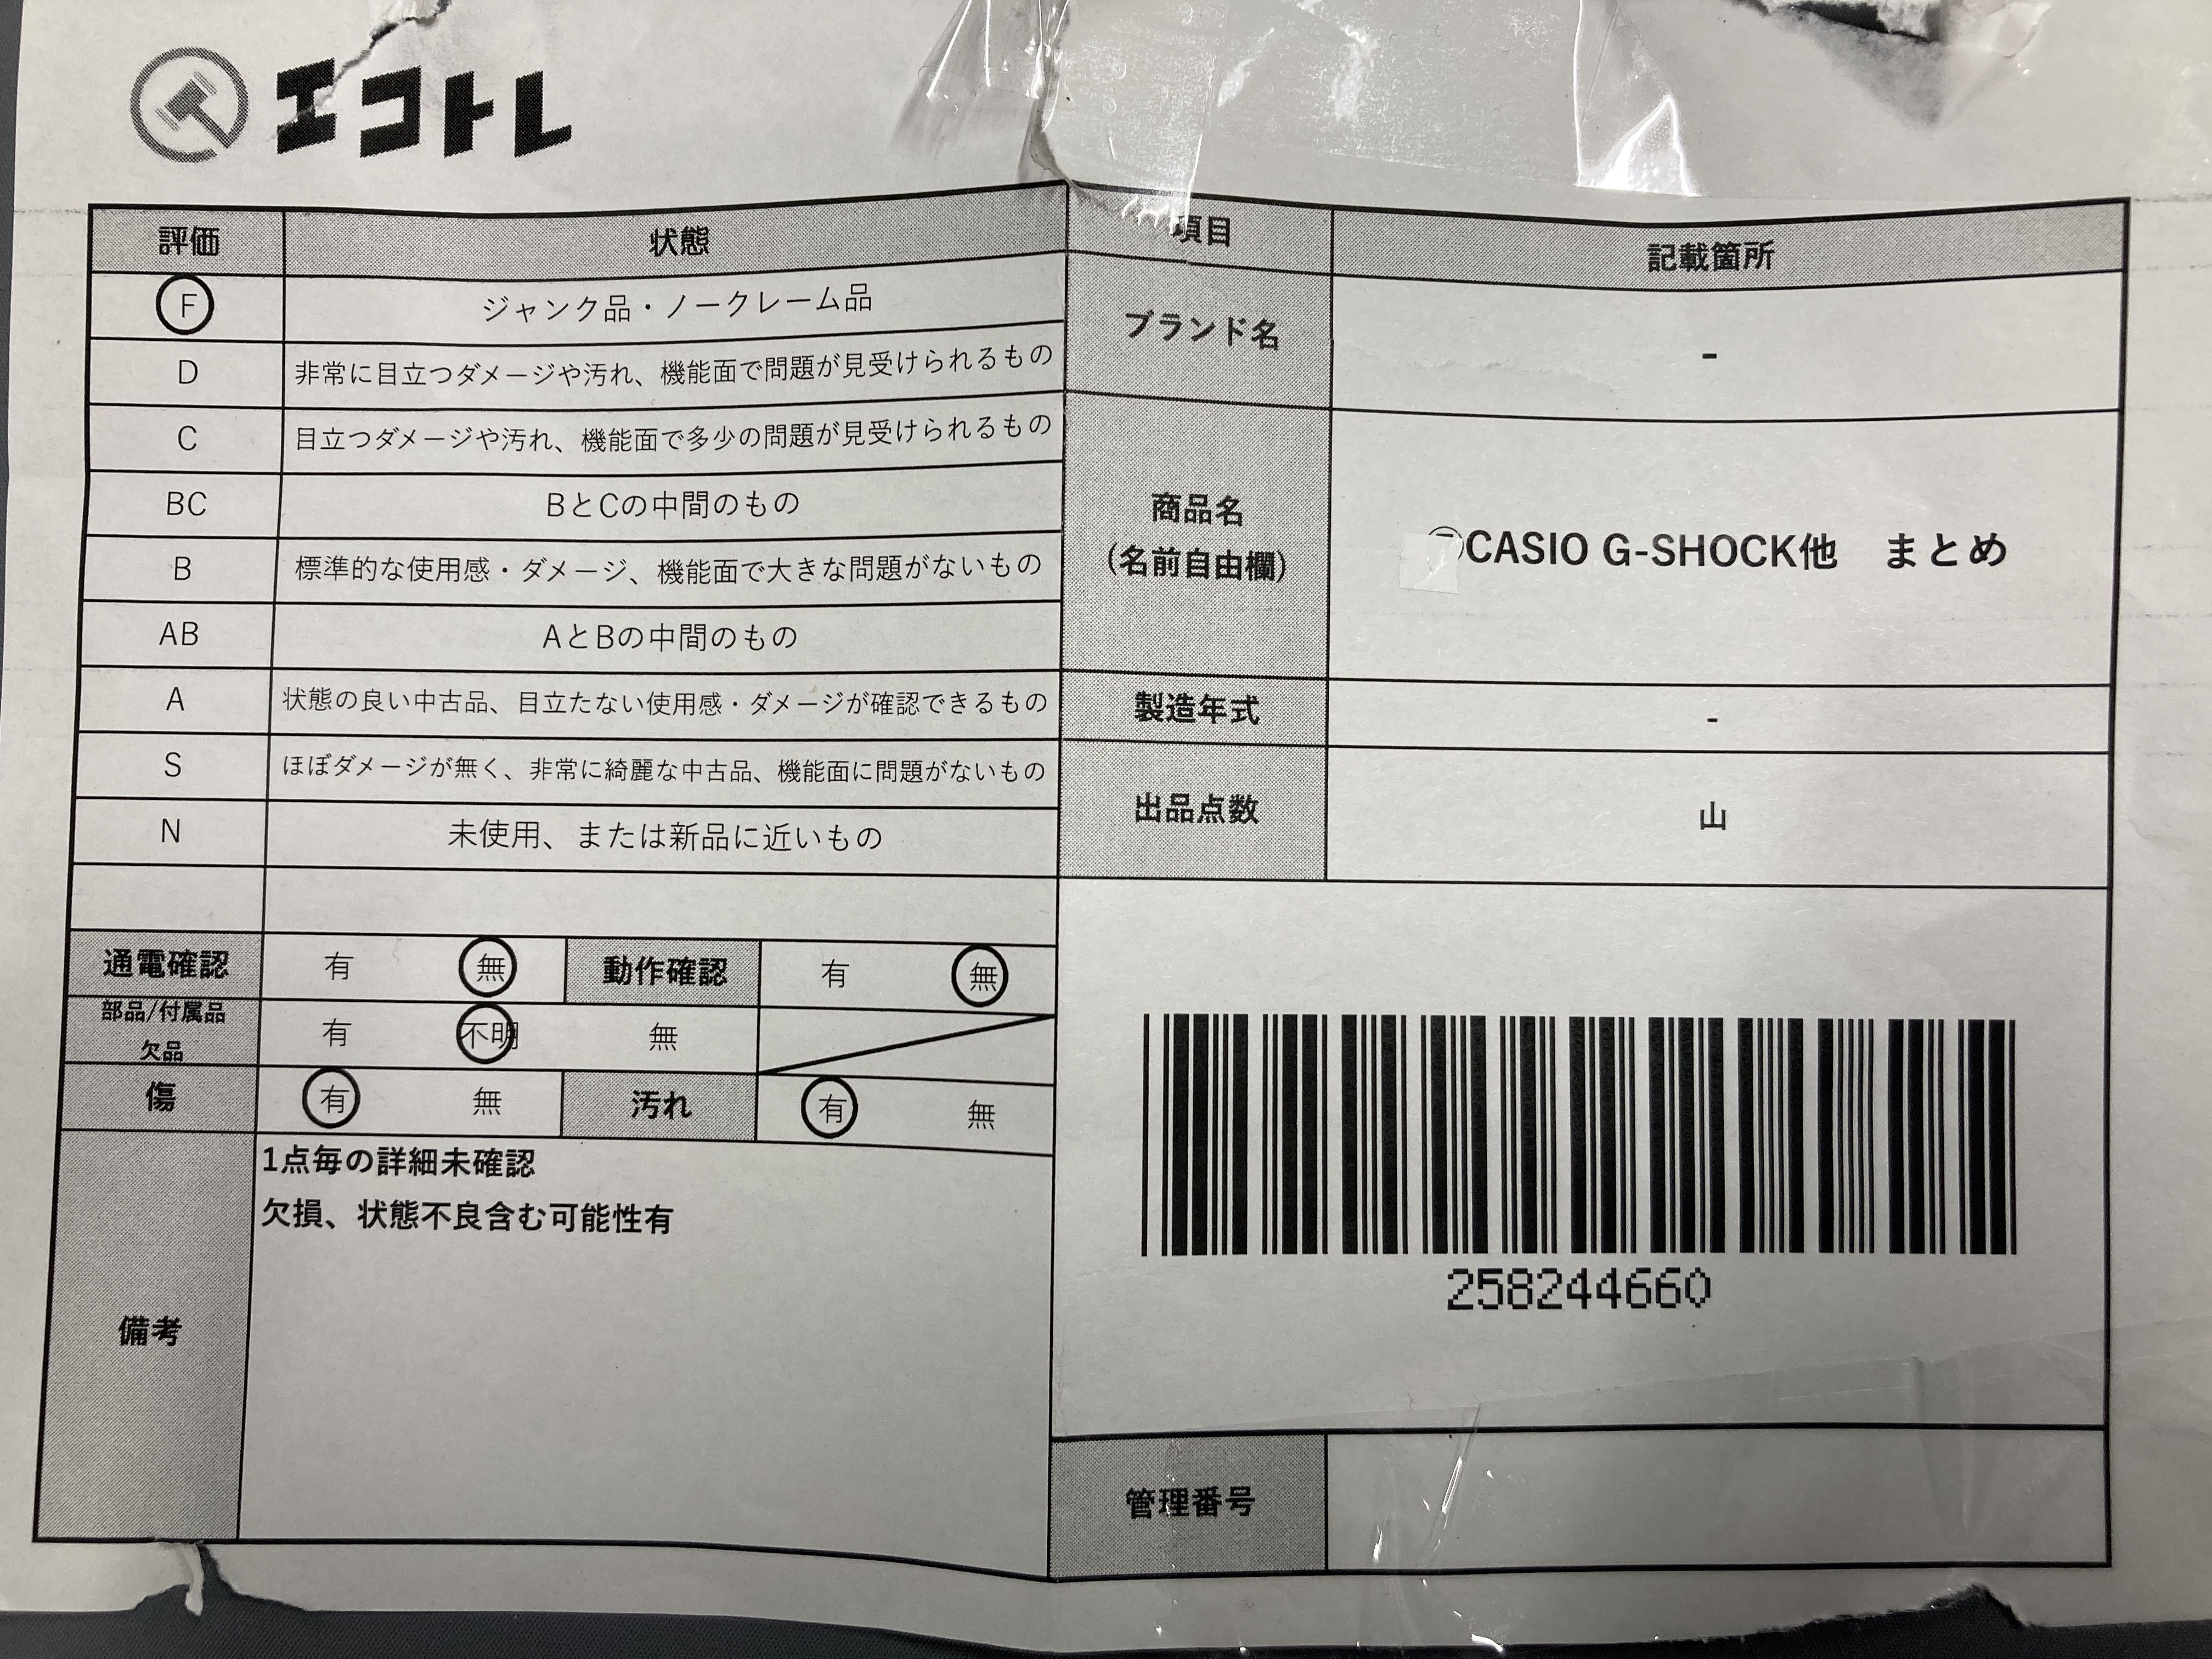 エコトレ
評価 状態
F ジャンク品・ノークレーム品
D 非常に目立つダメージや汚れ、機能面で問題が見受けられるもの
C 目立つダメージや汚れ、機能面で多少の問題が見受けられるもの
BC BとCの中間のもの
B 標準的な使用感・ダメージ、機能面で大きな問題がないもの
AB AとBの中間のもの
A 状態の良い中古品、目立たない使用感・ダメージが確認できるもの
S ほぼダメージが無く、非常に綺麗な中古品、機能面に問題がないもの
N 未使用、または新品に近いもの
通電確認 有 無 動作確認 有 無
部品/付属品
欠品 有 不明 無
傷 有 無 汚れ 有 無
備考
1点毎の詳細未確認
欠損、状態不良含む可能性有
項目 記載箇所
ブランド名 -
商品名
(名前自由欄)
CASIO G-SHOCK他 まとめ
製造年式 -
出品点数 山
258244660
管理番号